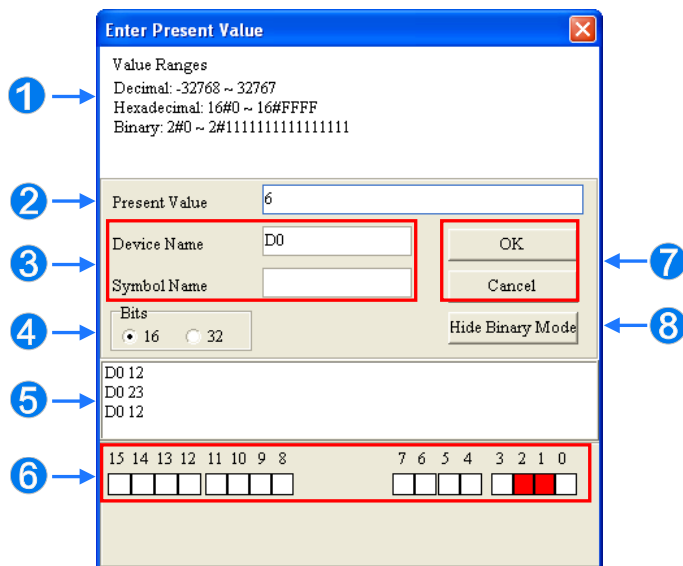 Enter Present Value
Value Ranges
1
Decimal: -32768 ~ 32767
Hexadecimal: 16#0 ~ 16#FFFF
Binary: 2#0 ~ 2#1111111111111111
2
Present Value 6
Device Name D0 OK
3
7
Symbol Name Cancel
Bits
4
16 32
Hide Binary Mode
8
D0 12
D0 23
5
D0 12
15 14 13 12 11 10 9 8 7 6 5 4 3 2 1 0
6